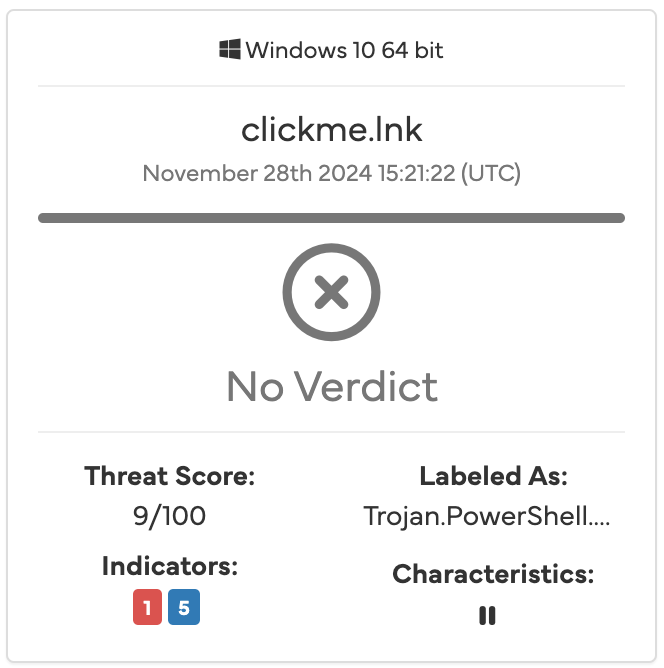 Windows 10 64 bit
clickme.lnk
November 28th 2024 15:21:22 (UTC)
No Verdict
Threat Score:
9/100
Labeled As:
Trojan.PowerShell....
Indicators:
1 5
Characteristics: